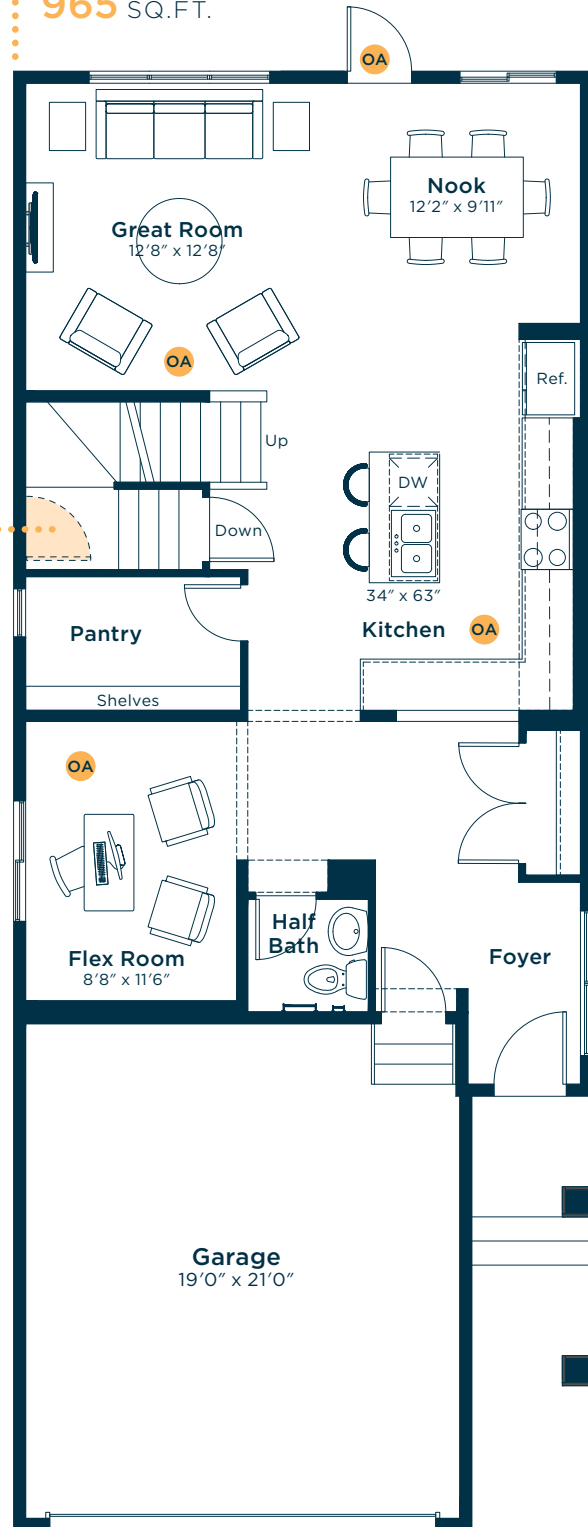 965 SQ.FT.
OA
Nook
12'2" x 9'11"
Great Room
12'8" x 12'8"
OA
Ref.
Up
DW
Down
34" x 63"
Kitchen OA
Pantry
Shelves
OA
Half
Bath
Flex Room
8'8" x 11'6"
Foyer
Garage
19'0" x 21'0"